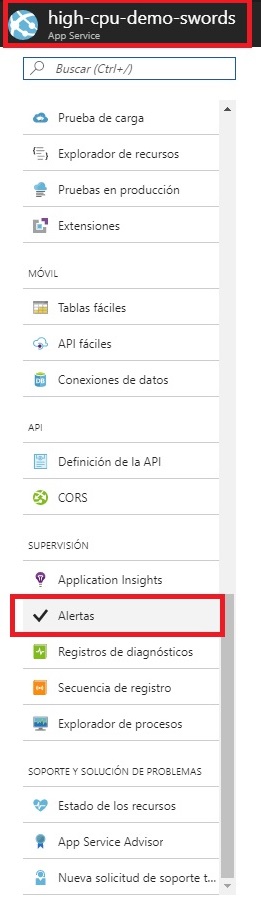 high-cpu-demo-swords
App Service
Buscar (Ctrl+/)
Prueba de carga
Explorador de recursos
Pruebas en producción
Extensiones
MÓVIL
Tablas fáciles
API fáciles
Conexiones de datos
API
Definición de la API
CORS
SUPERVISIÓN
Application Insights
Alertas
Registros de diagnósticos
Secuencia de registro
Explorador de procesos
SOPORTE Y SOLUCIÓN DE PROBLEMAS
Estado de los recursos
App Service Advisor
Nueva solicitud de soporte t...